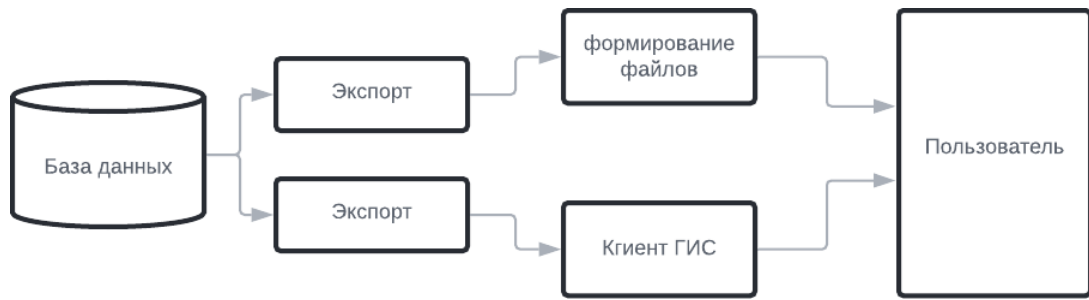 База данных
Экспорт
Экспорт
формирование
файлов
Кгиент ГИС
Пользователь